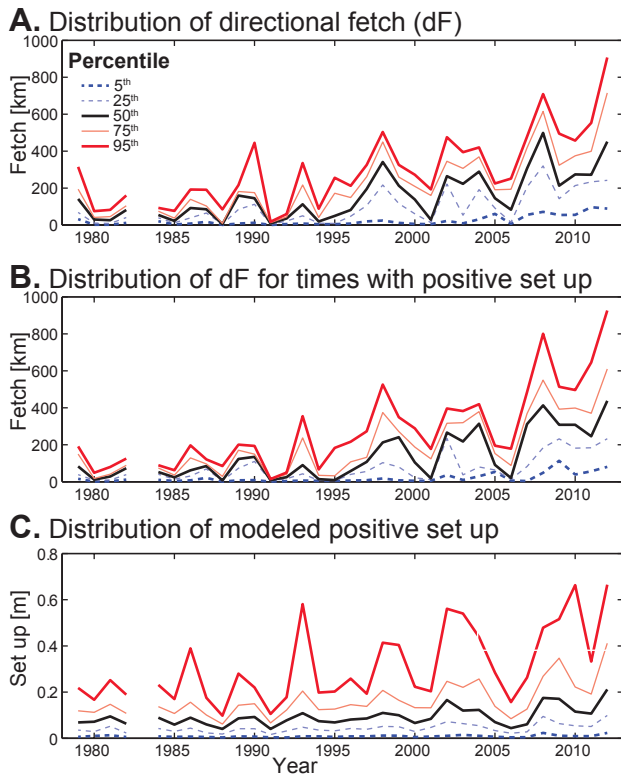 A. Distribution of directional fetch (dF)
1000
800
600
400
200
0
Fetch [km]
Percentile
5th
25th
50th
75th
95th
1980 1985 1990 1995 2000 2005 2010
B. Distribution of dF for times with positive set up
1000
800
600
400
200
0
Fetch [km]
1980 1985 1990 1995 2000 2005 2010
C. Distribution of modeled positive set up
0.8
0.6
0.4
0.2
0
Set up [m]
1980 1985 1990 1995 2000 2005 2010
Year